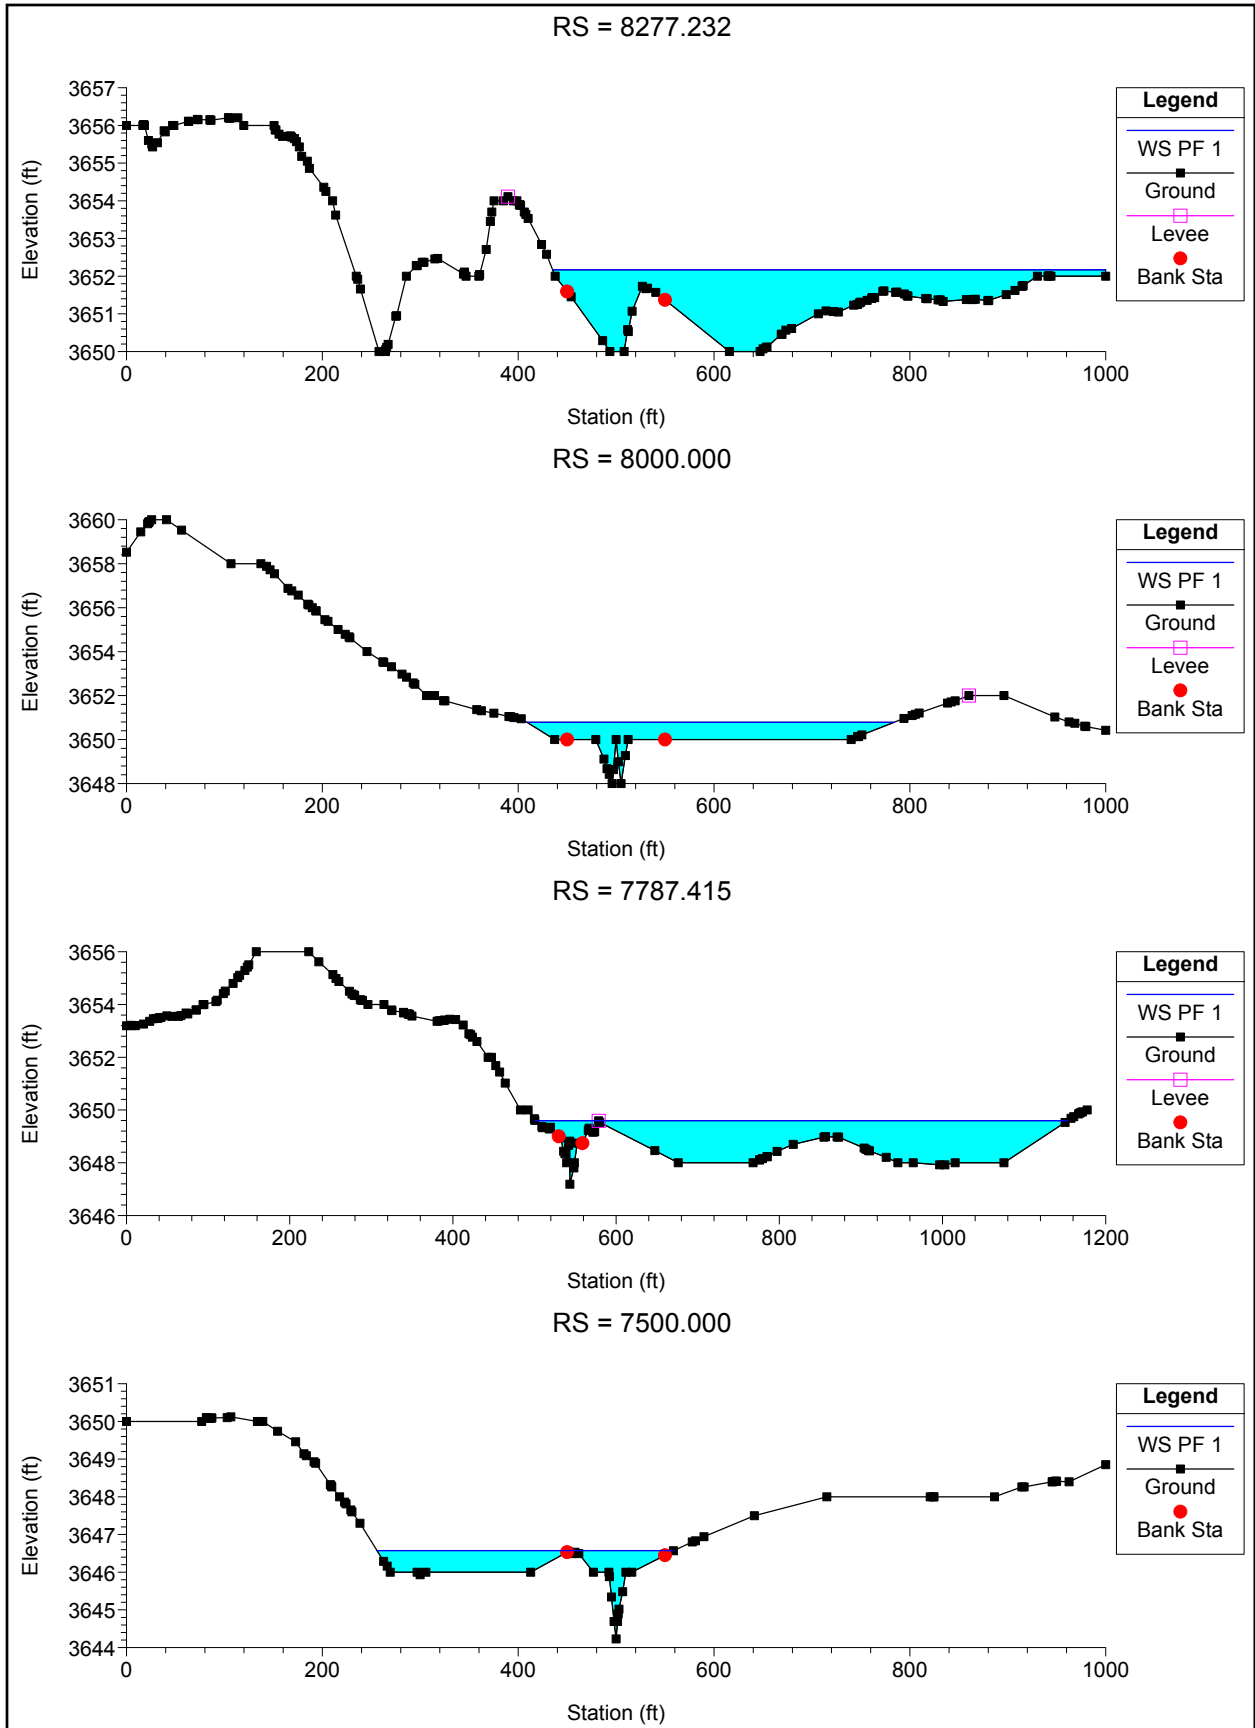 RS = 8277.232
Elevation (ft)
3657
3656
3655
3654
3653
3652
3651
3650
0 200 400 600 800 1000
Station (ft)
Legend
WS PF 1
Ground
Levee
Bank Sta
RS = 8000.000
Elevation (ft)
3660
3658
3656
3654
3652
3650
3648
0 200 400 600 800 1000
Station (ft)
Legend
WS PF 1
Ground
Levee
Bank Sta
RS = 7787.415
Elevation (ft)
3656
3654
3652
3650
3648
3646
0 200 400 600 800 1000 1200
Station (ft)
Legend
WS PF 1
Ground
Levee
Bank Sta
RS = 7500.000
Elevation (ft)
3651
3650
3649
3648
3647
3646
3645
3644
0 200 400 600 800 1000
Station (ft)
Legend
WS PF 1
Ground
Bank Sta